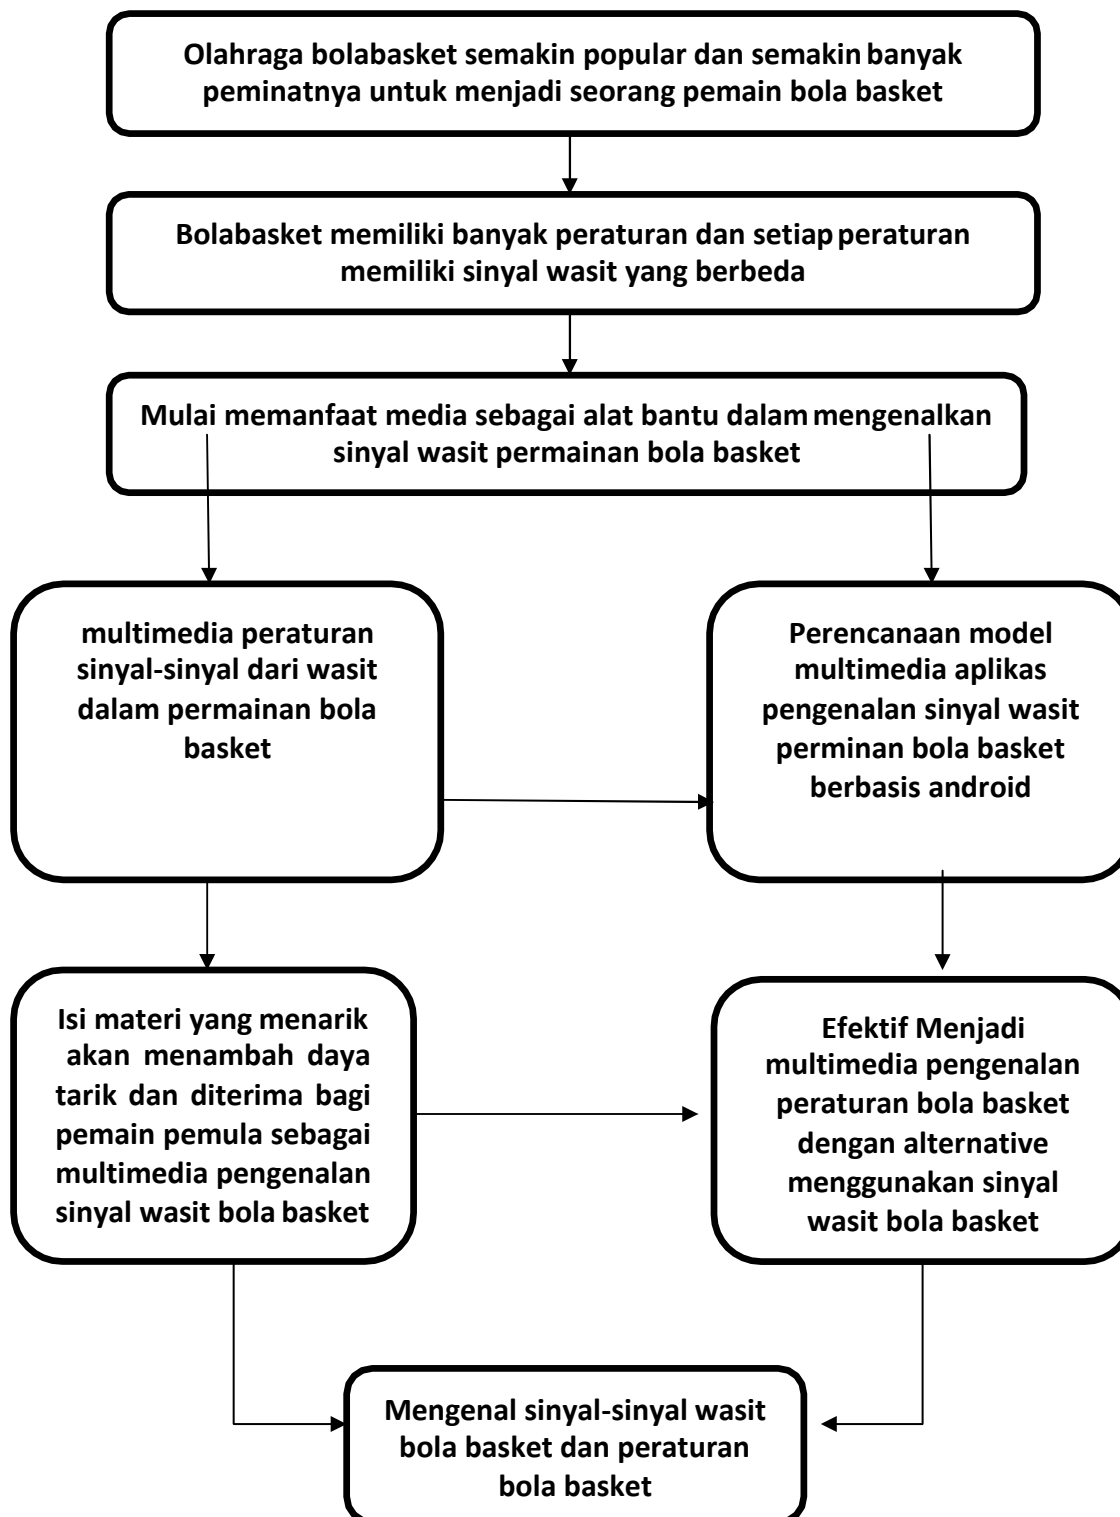 Olahraga bolabasket semakin popular dan semakin banyak
peminatnya untuk menjadi seorang pemain bola basket
Bolabasket memiliki banyak peraturan dan setiap peraturan
memiliki sinyal wasit yang berbeda
Mulai memanfaat media sebagai alat bantu dalam mengenalkan
sinyal wasit permainan bola basket
multimedia peraturan
sinyal-sinyal dari wasit
dalam permainan bola
basket
Perencanaan model
multimedia aplikas
pengenalan sinyal wasit
perminan bola basket
berbasis android
Isi materi yang menarik
akan menambah daya
tarik dan diterima bagi
pemain pemula sebagai
multimedia pengenalan
sinyal wasit bola basket
Efektif Menjadi
multimedia pengenalan
peraturan bola basket
dengan alternative
menggunakan sinyal
wasit bola basket
Mengenal sinyal-sinyal wasit
bola basket dan peraturan
bola basket